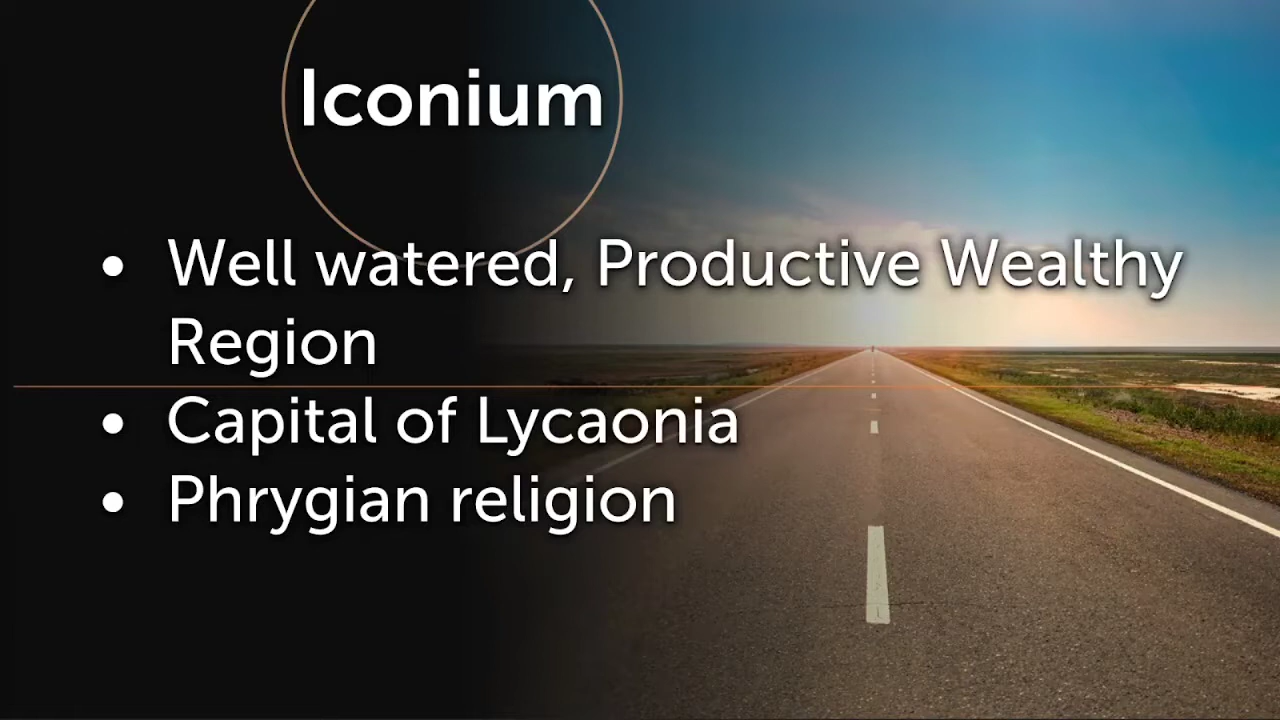 Iconium
• Well watered, Productive Wealthy
Region
• Capital of Lycaonia
• Phrygian religion